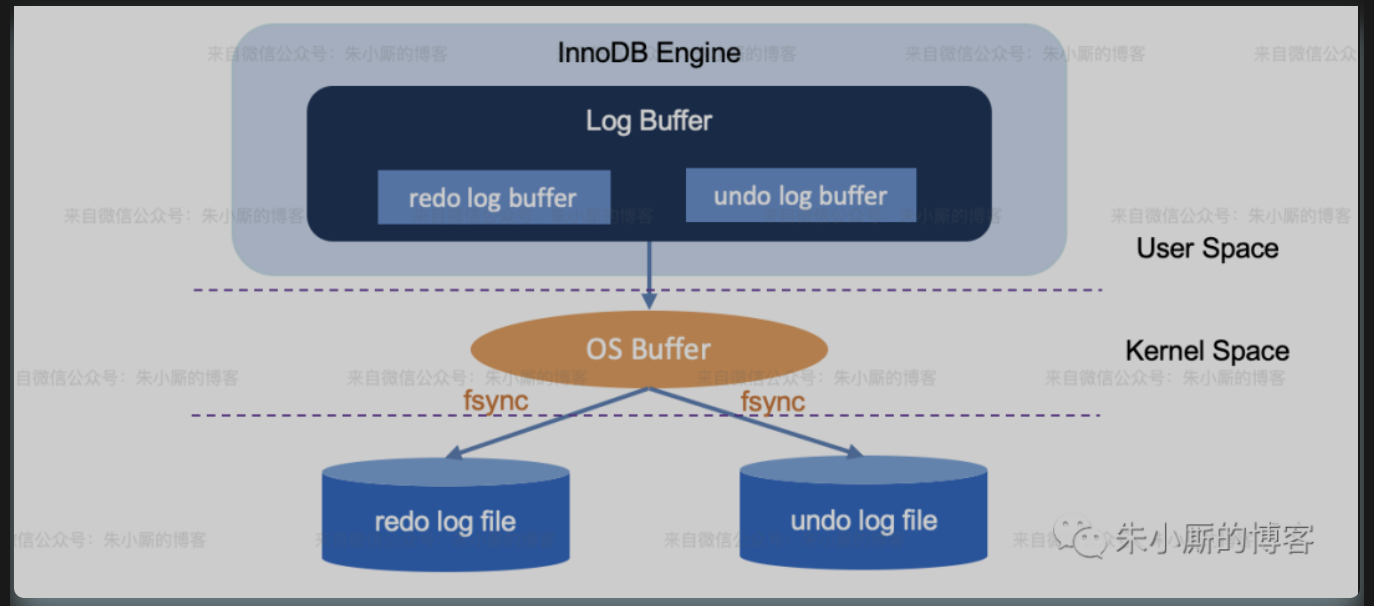 来自微信公众号：朱小厮的博客
来自微信公众号：朱小厮的博客
来自微信公众号：朱小厮的博客
来自微信公众
InnoDB Engine
Log Buffer
redo log buffer
undo log buffer
来自微信公众号：朱小厮的博客
来自微信公众号：朱小厮的博客
User Space
OS Buffer
Kernel Space
自微信公众号：朱小厮的博客
来自微信公众号：朱小厮的博客
来自微信公众号：朱小厮的博客
来自微信公众号：朱小厮的博客
fsync
fsync
redo log file
undo log file
信公众号：朱小厮的博客
朱小厮的博客